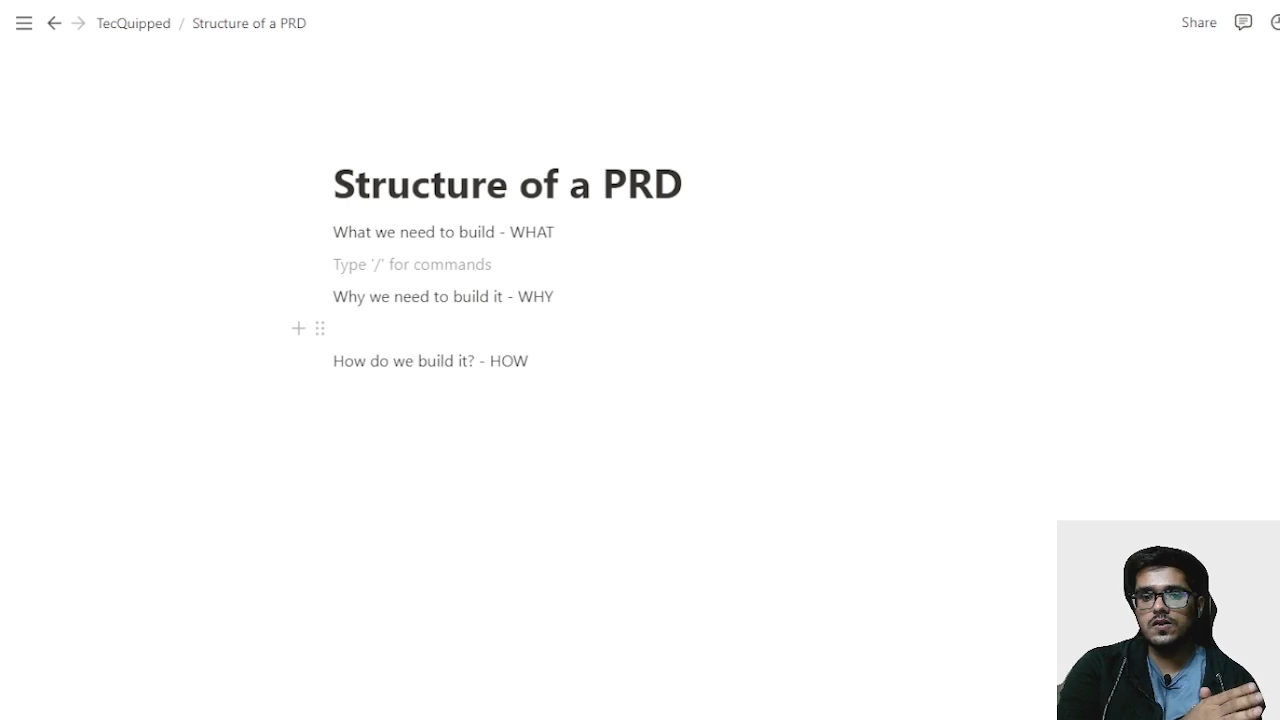 TecQuipped / Structure of a PRD
Share
Structure of a PRD
What we need to build - WHAT
Type '/' for commands
Why we need to build it - WHY
How do we build it? - HOW